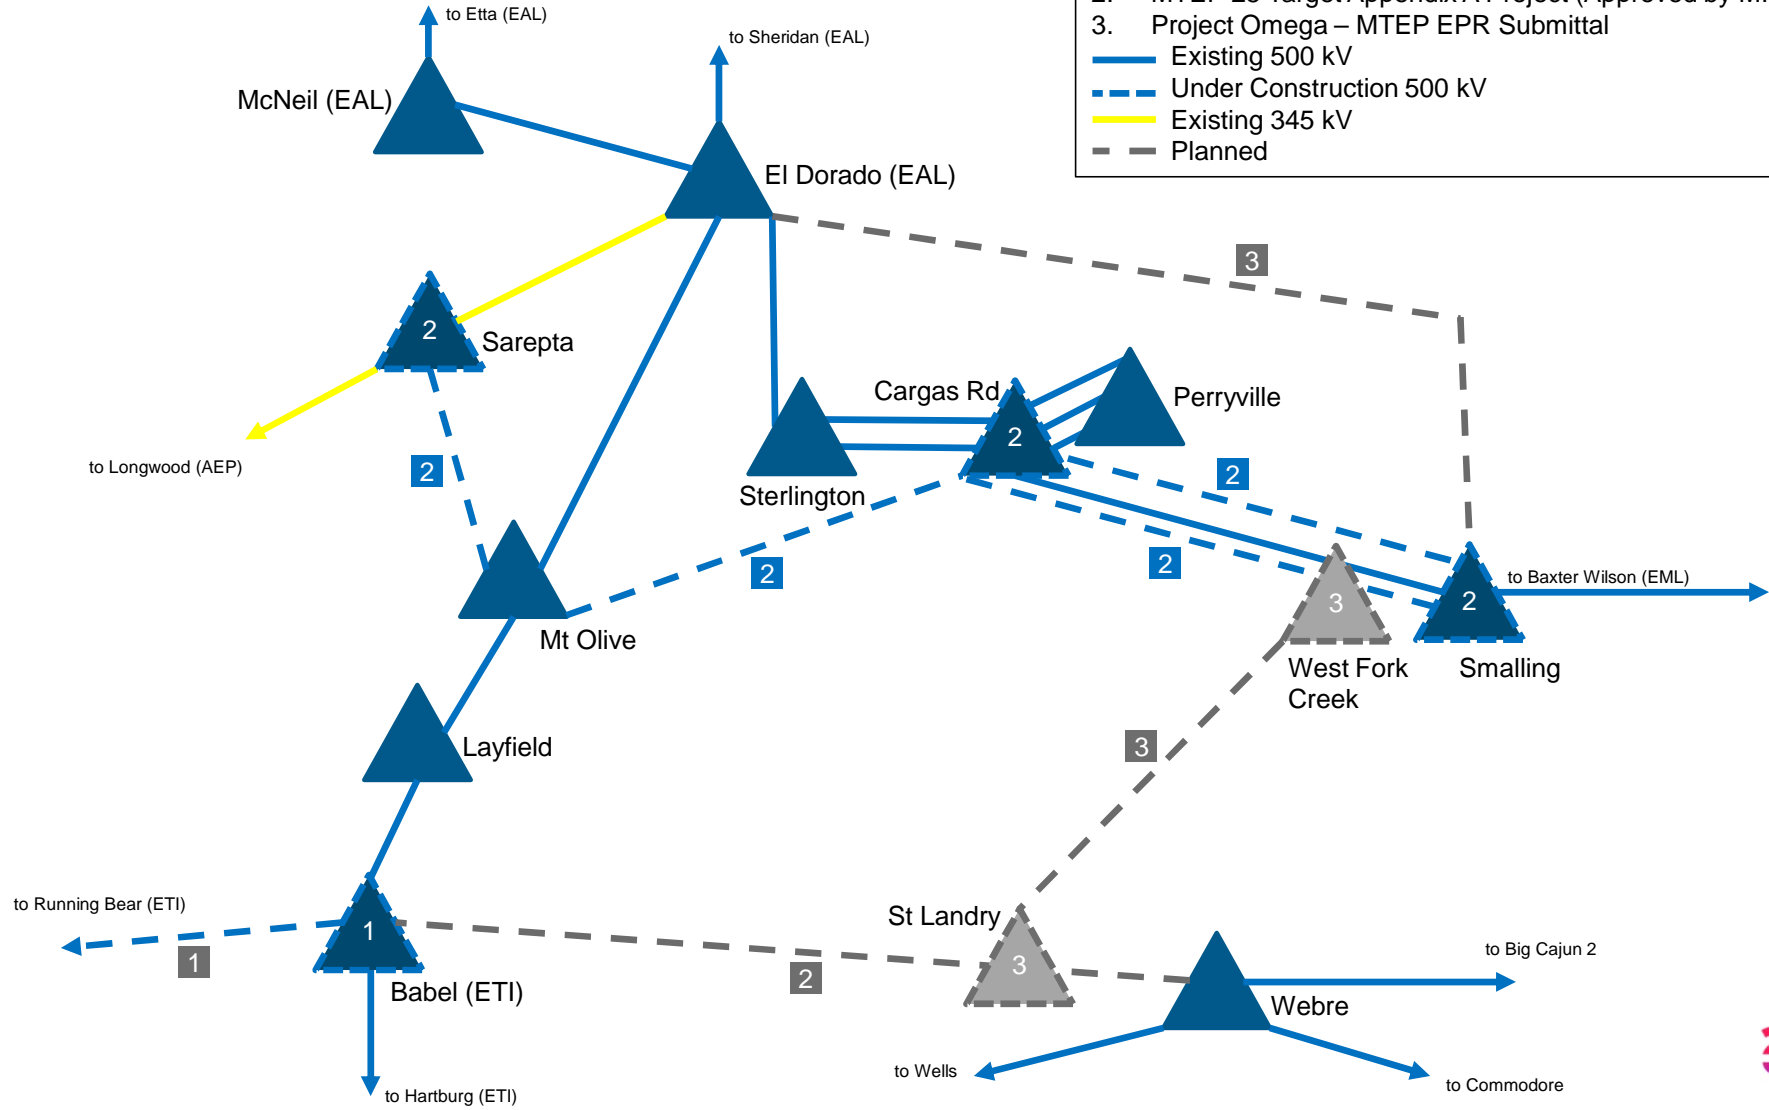 3. Project Omega – MTEP EPR Submittal
Existing 500 kV
Under Construction 500 kV
Existing 345 kV
Planned
to Etta (EAL)
to Sheridan (EAL)
McNeil (EAL)
El Dorado (EAL)
3
2
Sarepta
Cargas Rd
Perryville
2
to Longwood (AEP)
2
2
Sterlington
2
2
2
to Baxter Wilson (EML)
3
2
Mt Olive
West Fork
Creek
Smalling
Layfield
3
to Running Bear (ETI)
St Landry
1
1
2
3
to Big Cajun 2
Babel (ETI)
Webre
to Wells
to Commodore
to Hartburg (ETI)